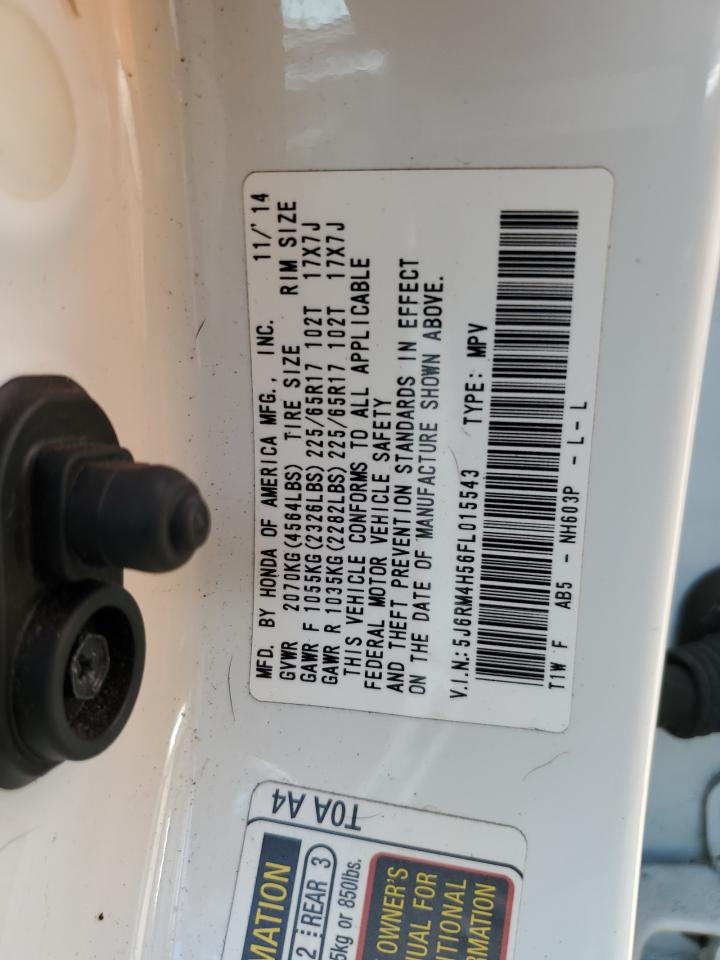 MFD. BY HONDA OF AMERICA MFG., INC. 11/'14
GVWR 2070KG(4564LBS) TIRE SIZE RIM SIZE
GAWR F 1055KG(2326LBS)225/65R17 102T 17X7J
GAWR R 1035KG(2282LBS)225/65R17 102T 17X7J
THIS VEHICLE CONFORMS TO ALL APPLICABLE
FEDERAL MOTOR VEHICLE SAFETY
AND THEFT PREVENTION STANDARDS IN EFFECT
ON THE DATE OF MANUFACTURE SHOWN ABOVE.
V.I.N.:5J6RM4H56FL015543 TYPE: MPV
T1W F AB5 - NH603P - L - L
T0A A4
2 REAR 3
or 850lbs.
OWNER'S
FOR